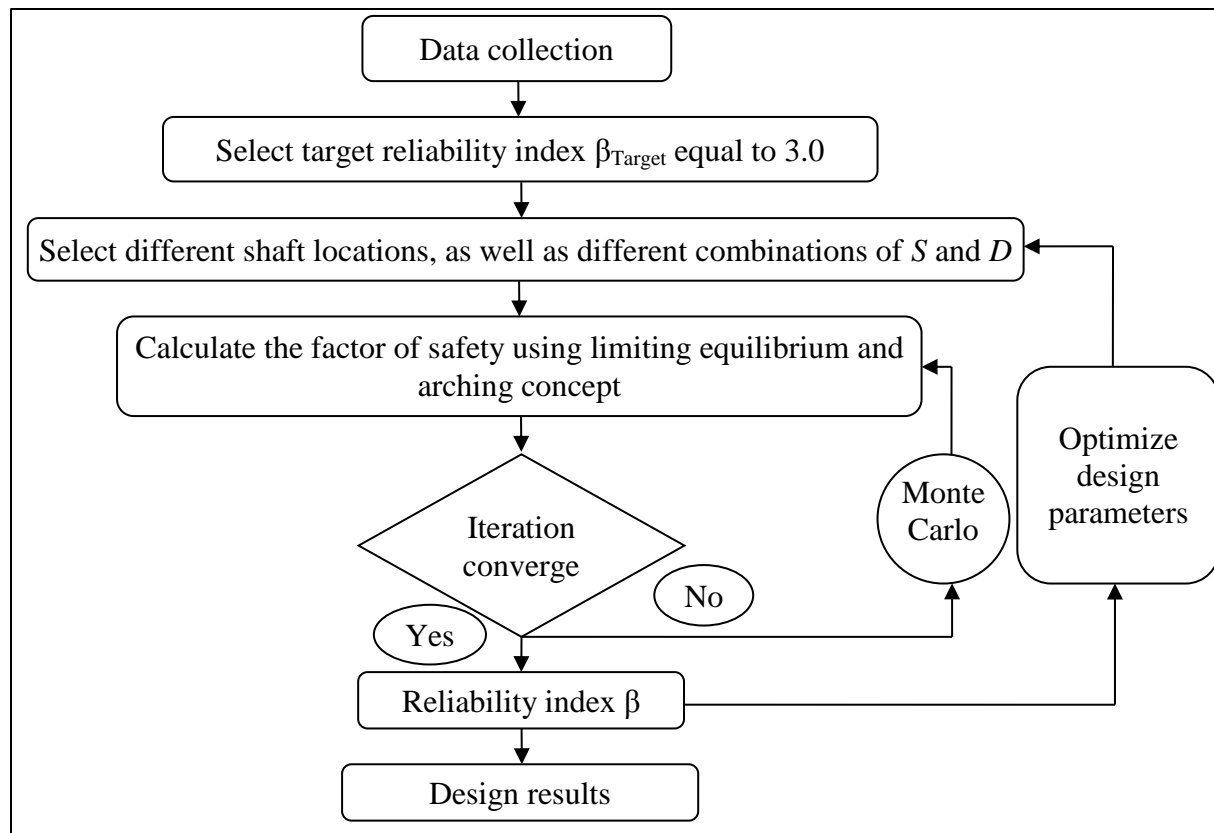 Data collection
Select target reliability index βTarget equal to 3.0
Select different shaft locations, as well as different combinations of S and D
Calculate the factor of safety using limiting equilibrium and
arching concept
Optimize
design
parameters
Monte
Carlo
Iteration
converge
No
Yes
Reliability index β
Design results